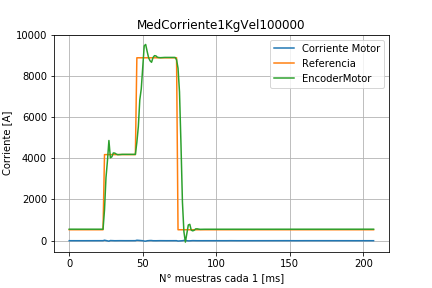 MedCorriente1KgVel100000
Corriente Motor
Referencia
EncoderMotor
Corriente [A]
10000
8000
6000
4000
2000
0
0
50
100
150
200
N° muestras cada 1 [ms]